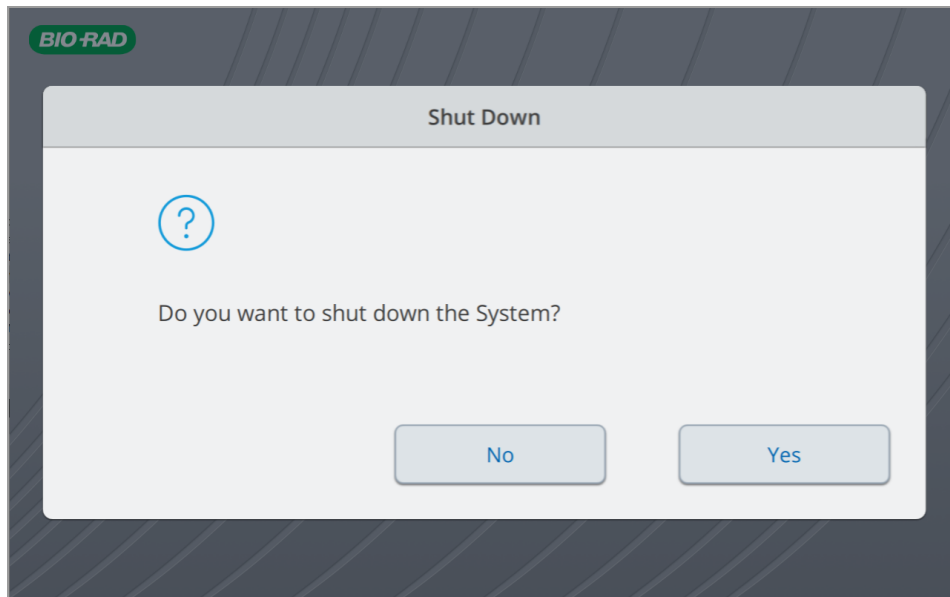 BIO-RAD
Shut Down
?
Do you want to shut down the System?
No
Yes